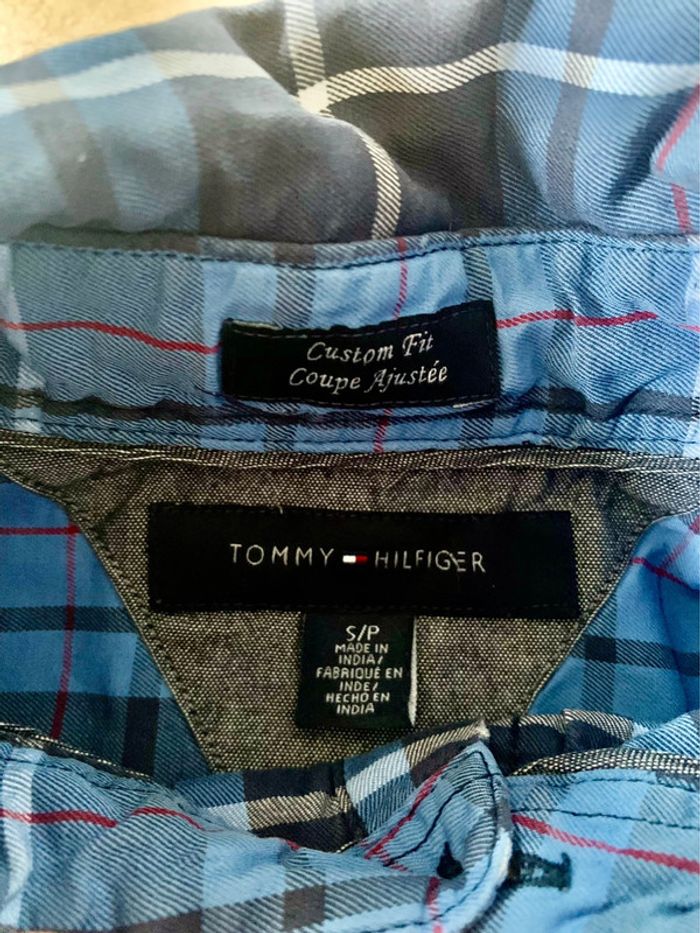 Custom Fit
Coupe Ajustée
TOMMY HILFIGER
S/P
MADE IN
INDIA/
FABRIQUÉ EN
INDE/
HECHO EN
INDIA